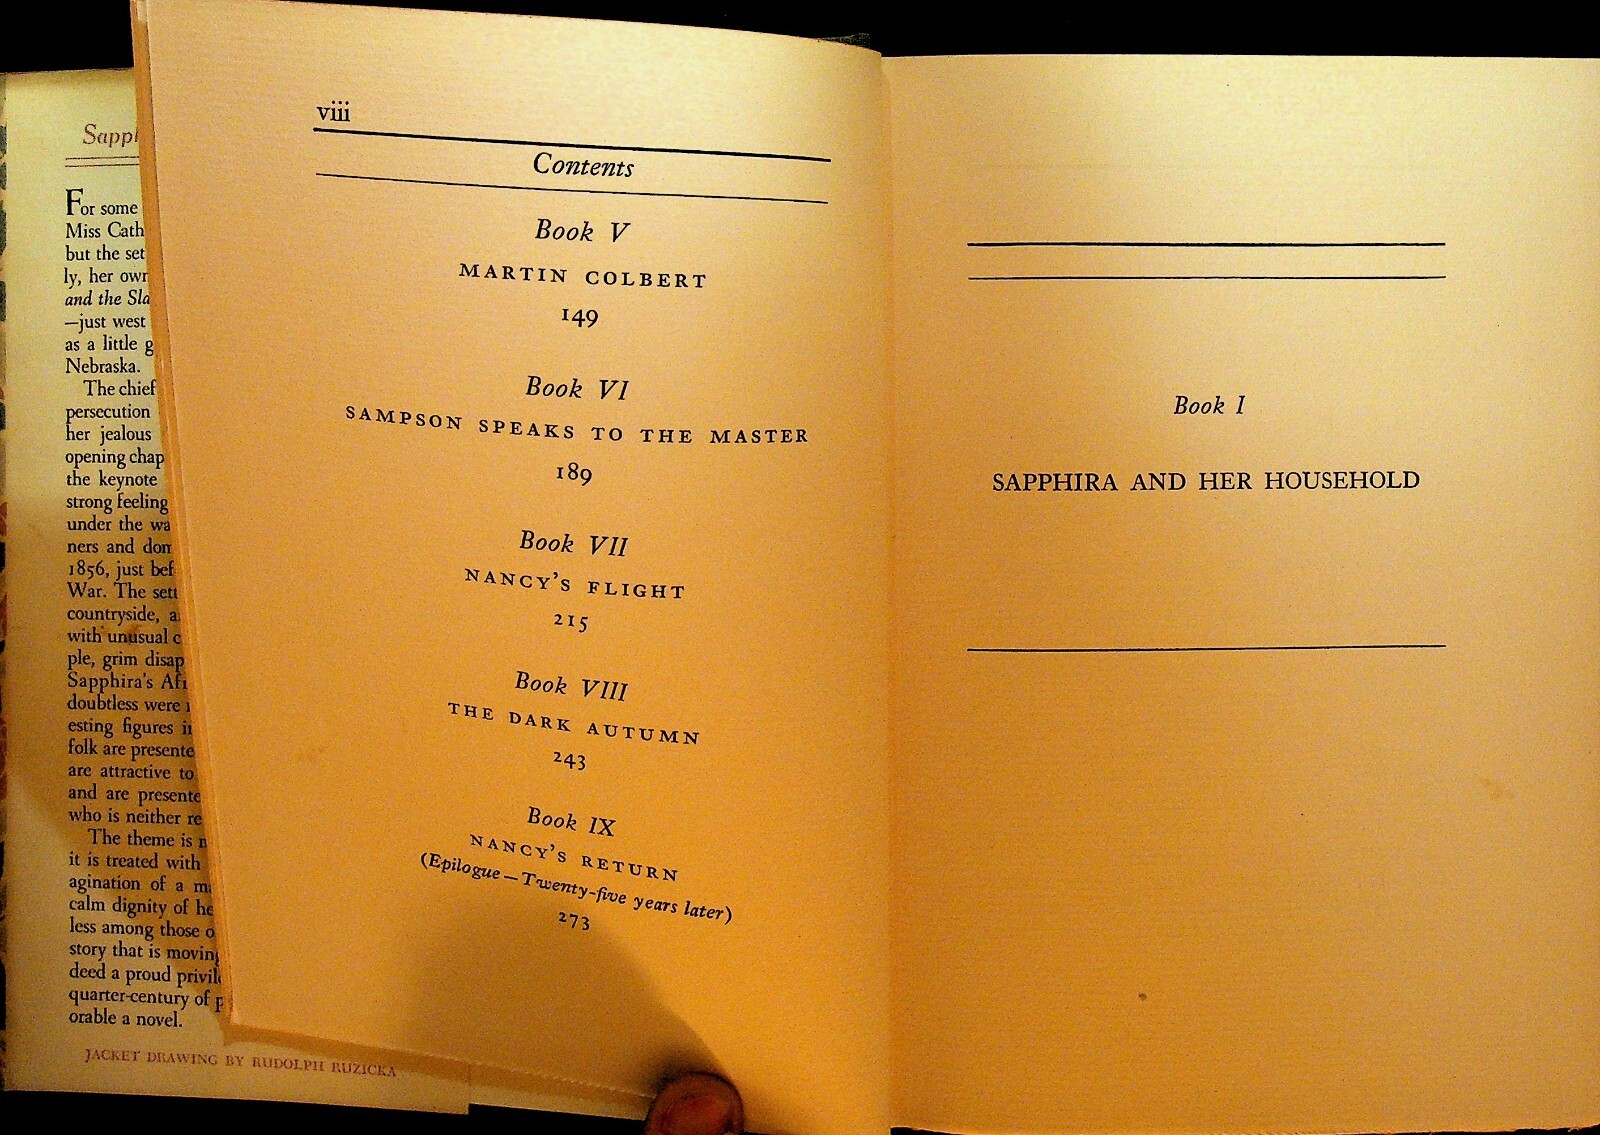 Sapph
For some
Miss Cath
but the set
ly, her own
and the Sla
—just west
as a little g
Nebraska.
The chief
persecution
her jealous
opening chap
the keynote
strong feeling
under the wa
ners and dom
1856, just bef
War. The sett
countryside, a
with unusual c
ple, grim disap
Sapphira's Afr
doubtless were
esting figures in
folk are presente
are attractive to
and are presente
who is neither re
The theme is n
it is treated with
agination of a m
calm dignity of he
less among those o
story that is moving
deed a proud privil
quarter-century of p
orable a novel.
JACKET DRAWING BY RUDOLPH RUZICKA
viii
Contents
Book V
MARTIN COLBERT
149
Book VI
SAMPSON SPEAKS TO THE MASTER
189
Book VII
NANCY'S FLIGHT
215
Book VIII
THE DARK AUTUMN
243
Book IX
NANCY'S RETURN
(Epilogue—Twenty-five years later)
273
Book I
SAPPHIRA AND HER HOUSEHOLD